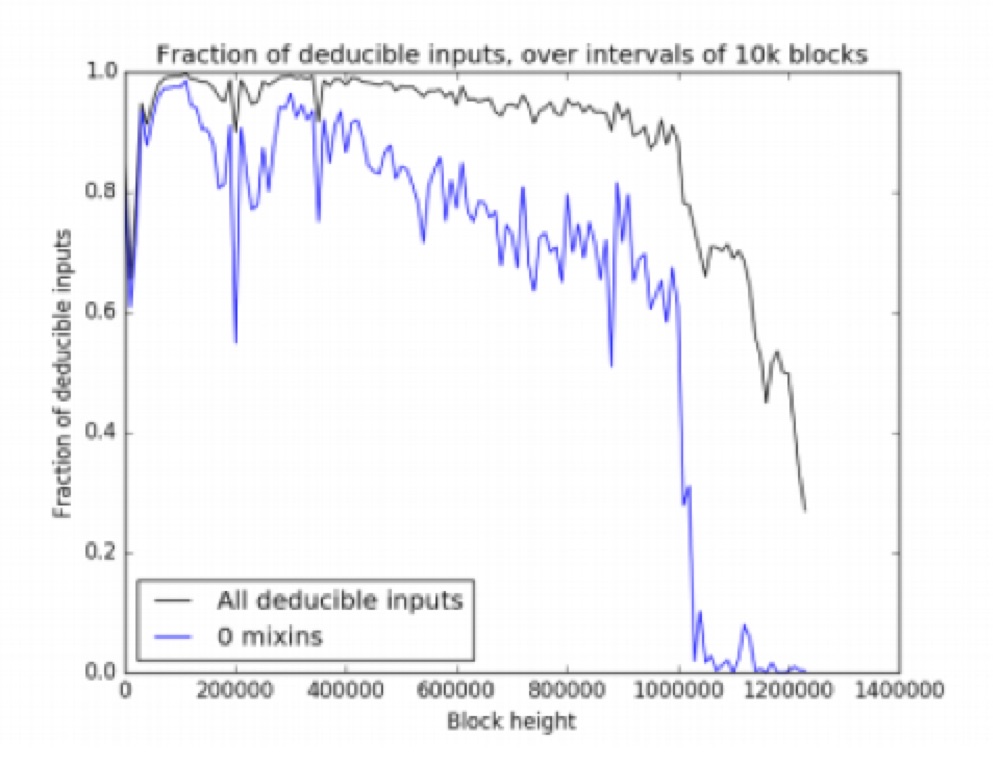 Fraction of deducible inputs, over intervals of 10k blocks
1.0
0.8
0.6
0.4
0.2
0.0
Fraction of deducible inputs
All deducible inputs
0 mixins
0 200000 400000 600000 800000 1000000 1200000 1400000
Block height